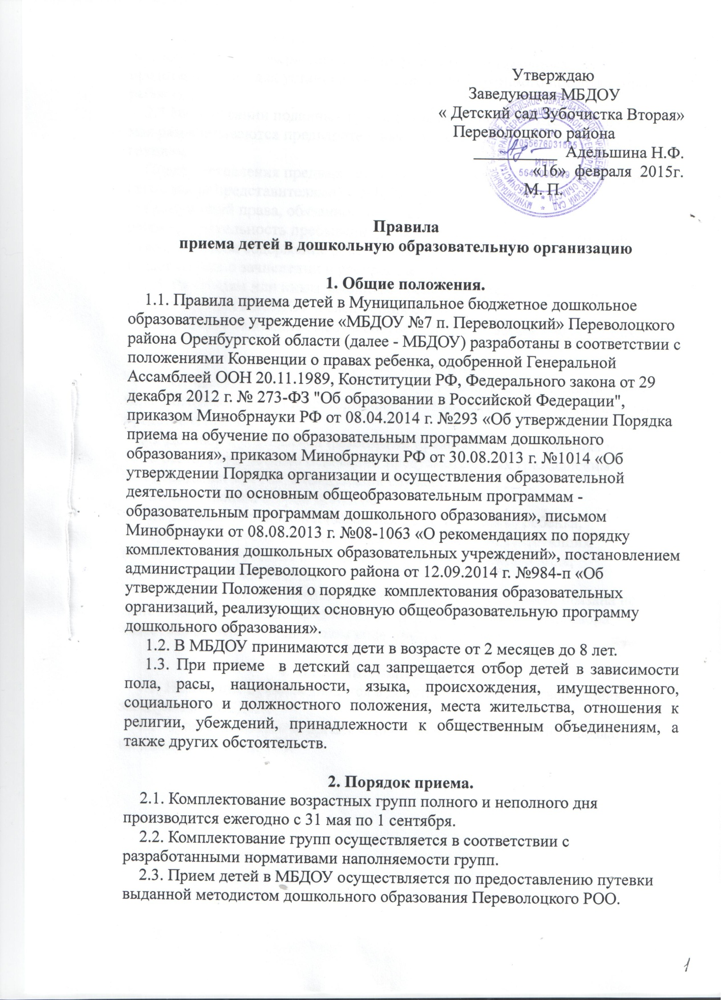 Утверждаю
Заведующая МБДОУ
« Детский сад Зубочистка Вторая»
Переволоцкого района
Адельшина Н.Ф.
«16» февраля 2015г.
М. П.
Правила
приема детей в дошкольную образовательную организацию
1. Общие положения.
1.1. Правила приема детей в Муниципальное бюджетное дошкольное
образовательное учреждение «МБДОУ №7 п. Переволоцкий» Переволоцкого
района Оренбургской области (далее - МБДОУ) разработаны в соответствии с
положениями Конвенции о правах ребенка, одобренной Генеральной
Ассамблеей ООН 20.11.1989, Конституции РФ, Федерального закона от 29
декабря 2012 г. № 273-ФЗ "Об образовании в Российской Федерации",
приказом Минобрнауки РФ от 08.04.2014 г. №293 «Об утверждении Порядка
приема на обучение по образовательным программам дошкольного
образования», приказом Минобрнауки РФ от 30.08.2013 г. №1014 «Об
утверждении Порядка организации и осуществления образовательной
деятельности по основным общеобразовательным программам -
образовательным программам дошкольного образования», письмом
Минобрнауки от 08.08.2013 г. №08-1063 «О рекомендациях по порядку
комплектования дошкольных образовательных учреждений», постановлением
администрации Переволоцкого района от 12.09.2014 г. №984-п «Об
утверждении Положения о порядке комплектования образовательных
организаций, реализующих основную общеобразовательную программу
дошкольного образования».
1.2. В МБДОУ принимаются дети в возрасте от 2 месяцев до 8 лет.
1.3. При приеме в детский сад запрещается отбор детей в зависимости
пола, расы, национальности, языка, происхождения, имущественного,
социального и должностного положения, места жительства, отношения к
религии, убеждений, принадлежности к общественным объединениям, а
также других обстоятельств.
2. Порядок приема.
2.1. Комплектование возрастных групп полного и неполного дня
производится ежегодно с 31 мая по 1 сентября.
2.2. Комплектование групп осуществляется в соответствии с
разработанными нормативами наполняемости групп.
2.3. Прием детей в МБДОУ осуществляется по предоставлению путевки
выданной методистом дошкольного образования Переволоцкого РОО.
1